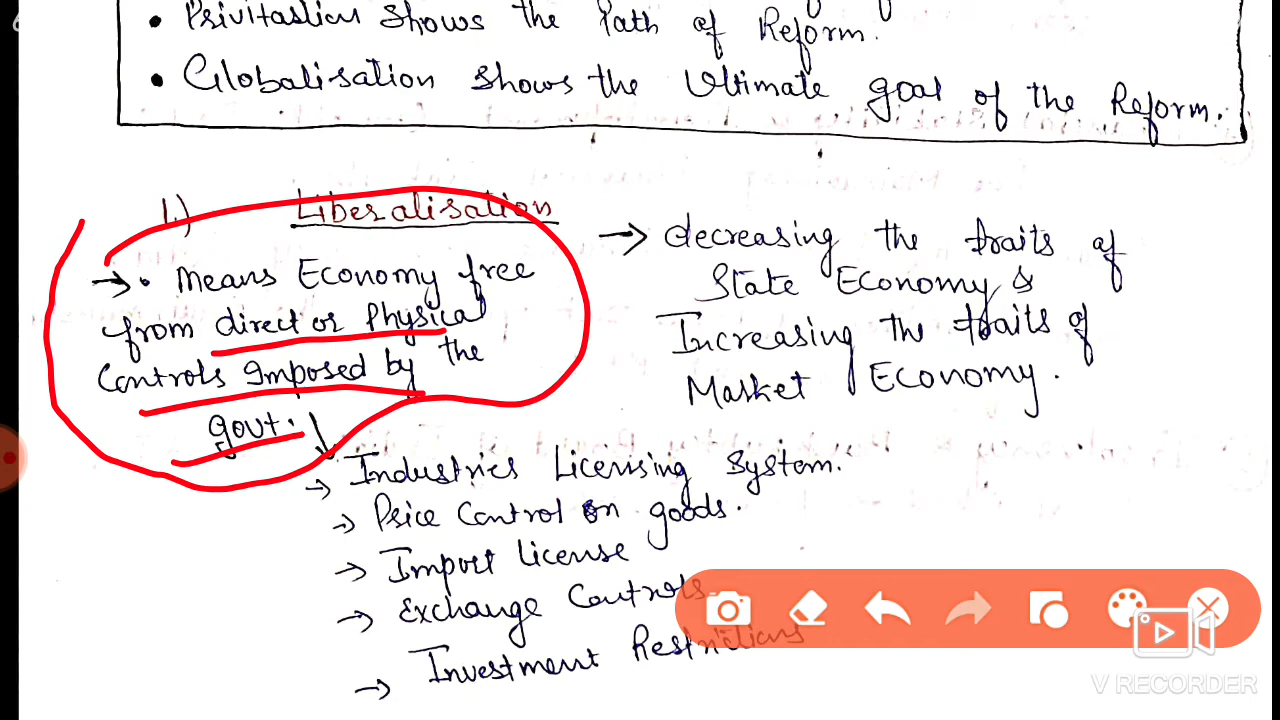 • Privitastion shows the Path of Reform.
• Globalisation shows the Ultimate goal of the Reform.
1.) Liberalisation
→ • Means Economy free
from direct or Physical
Controls Imposed by the
govt.
→ decreasing the traits of
State Economy &
Increasing the traits of
Market Economy.
→ Industries Licensing System.
→ Price Control on goods.
→ Import license
→ Exchange Controls
→ Investment Restrictions
V RECORDER